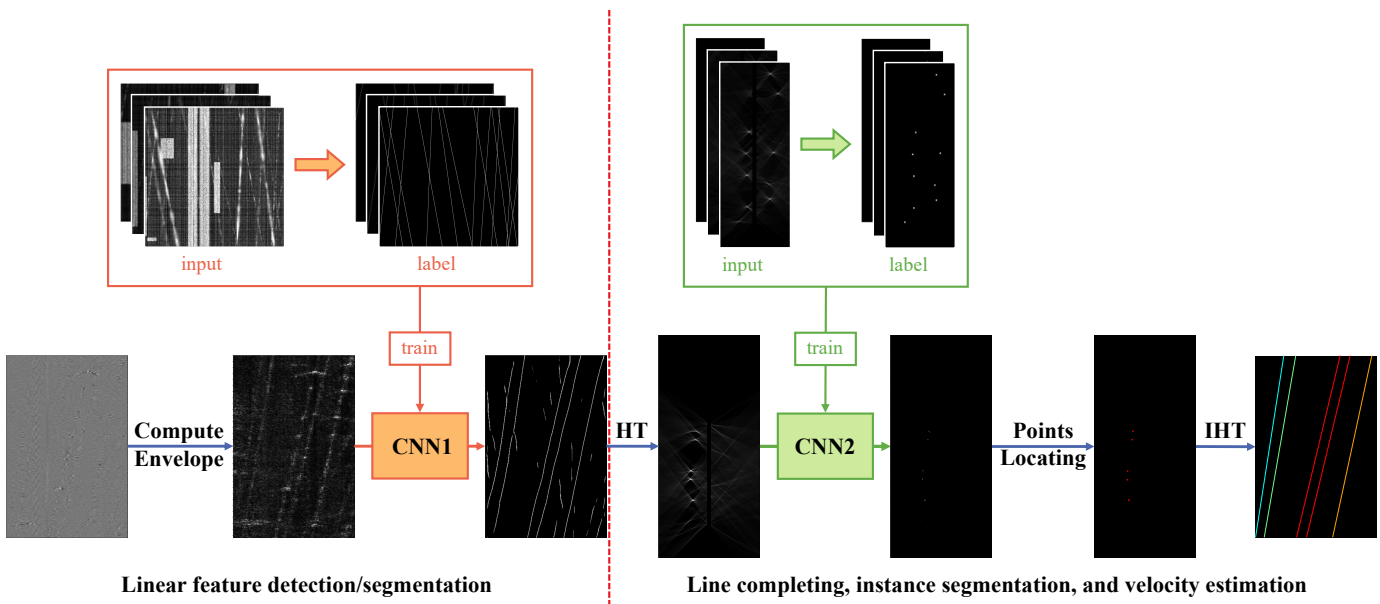 input
label
train
Compute
Envelope
CNN1
Linear feature detection/segmentation
input
label
train
HT
CNN2
Points
Locating
IHT
Line completing, instance segmentation, and velocity estimation